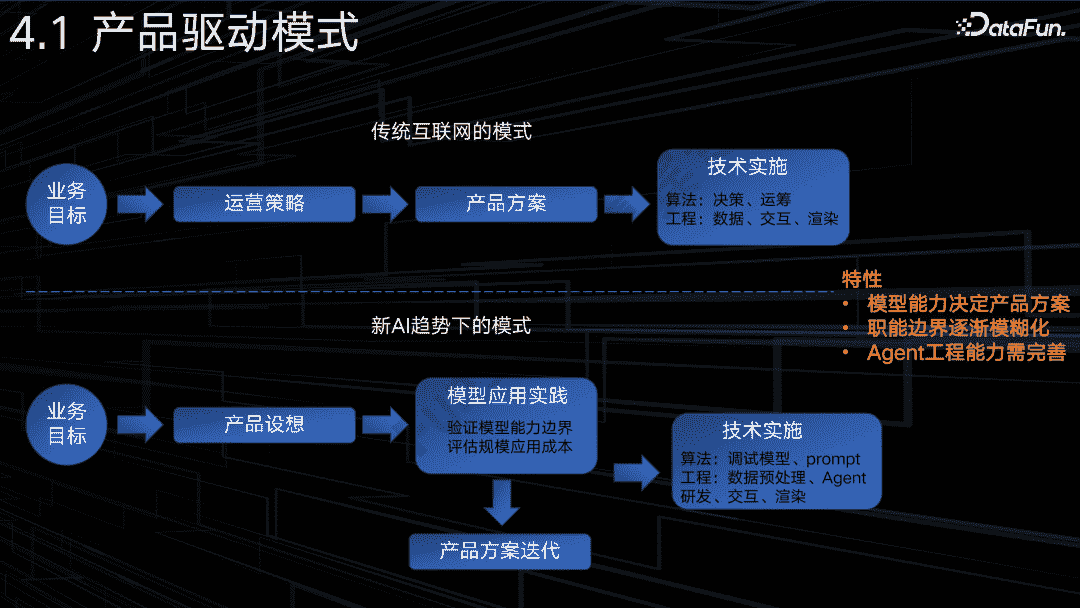 4.1 产品驱动模式
DataFun.
传统互联网的模式
业务
目标
运营策略
产品方案
技术实施
算法：决策、运筹
工程：数据、交互、渲染
特性
• 模型能力决定产品方案
• 职能边界逐渐模糊化
• Agent工程能力需完善
新AI趋势下的模式
业务
目标
产品设想
模型应用实践
验证模型能力边界
评估规模应用成本
技术实施
算法：调试模型、prompt
工程：数据预处理、Agent
研发、交互、渲染
产品方案迭代